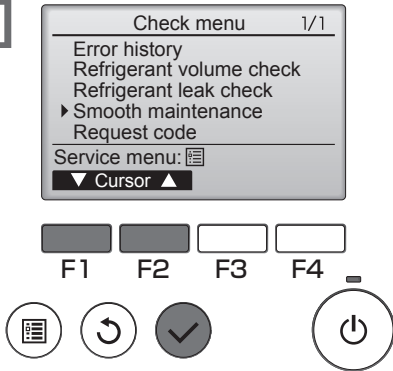 Check menu 1/1
Error history
Refrigerant volume check
Refrigerant leak check
Smooth maintenance
Request code
Service menu:
▼ Cursor ▲
F1 F2 F3 F4